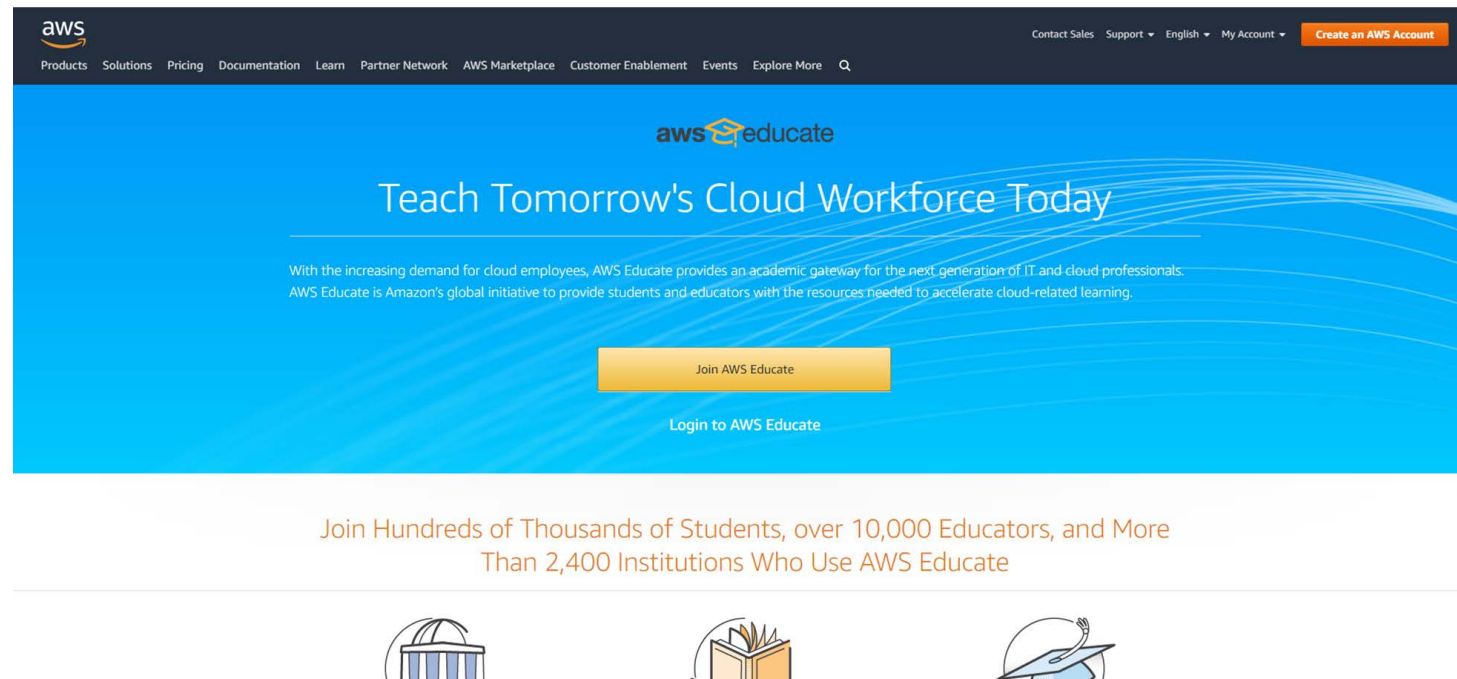 aws
Contact Sales Support English My Account Create an AWS Account
Products Solutions Pricing Documentation Learn Partner Network AWS Marketplace Customer Enablement Events Explore More
aws educate
Teach Tomorrow's Cloud Workforce Today
With the increasing demand for cloud employees, AWS Educate provides an academic gateway for the next generation of IT and cloud professionals.
AWS Educate is Amazon's global initiative to provide students and educators with the resources needed to accelerate cloud-related learning.
Join AWS Educate
Login to AWS Educate
Join Hundreds of Thousands of Students, over 10,000 Educators, and More
Than 2,400 Institutions Who Use AWS Educate